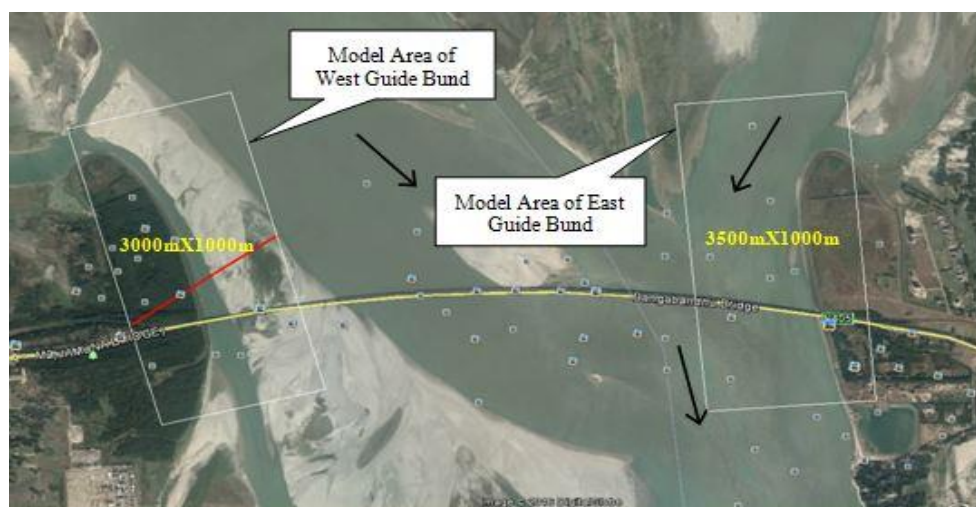 Model Area of
West Guide Bund
Model Area of East
Guide Bund
3000mX1000m
3500mX1000m
Bangabandhu Bridge